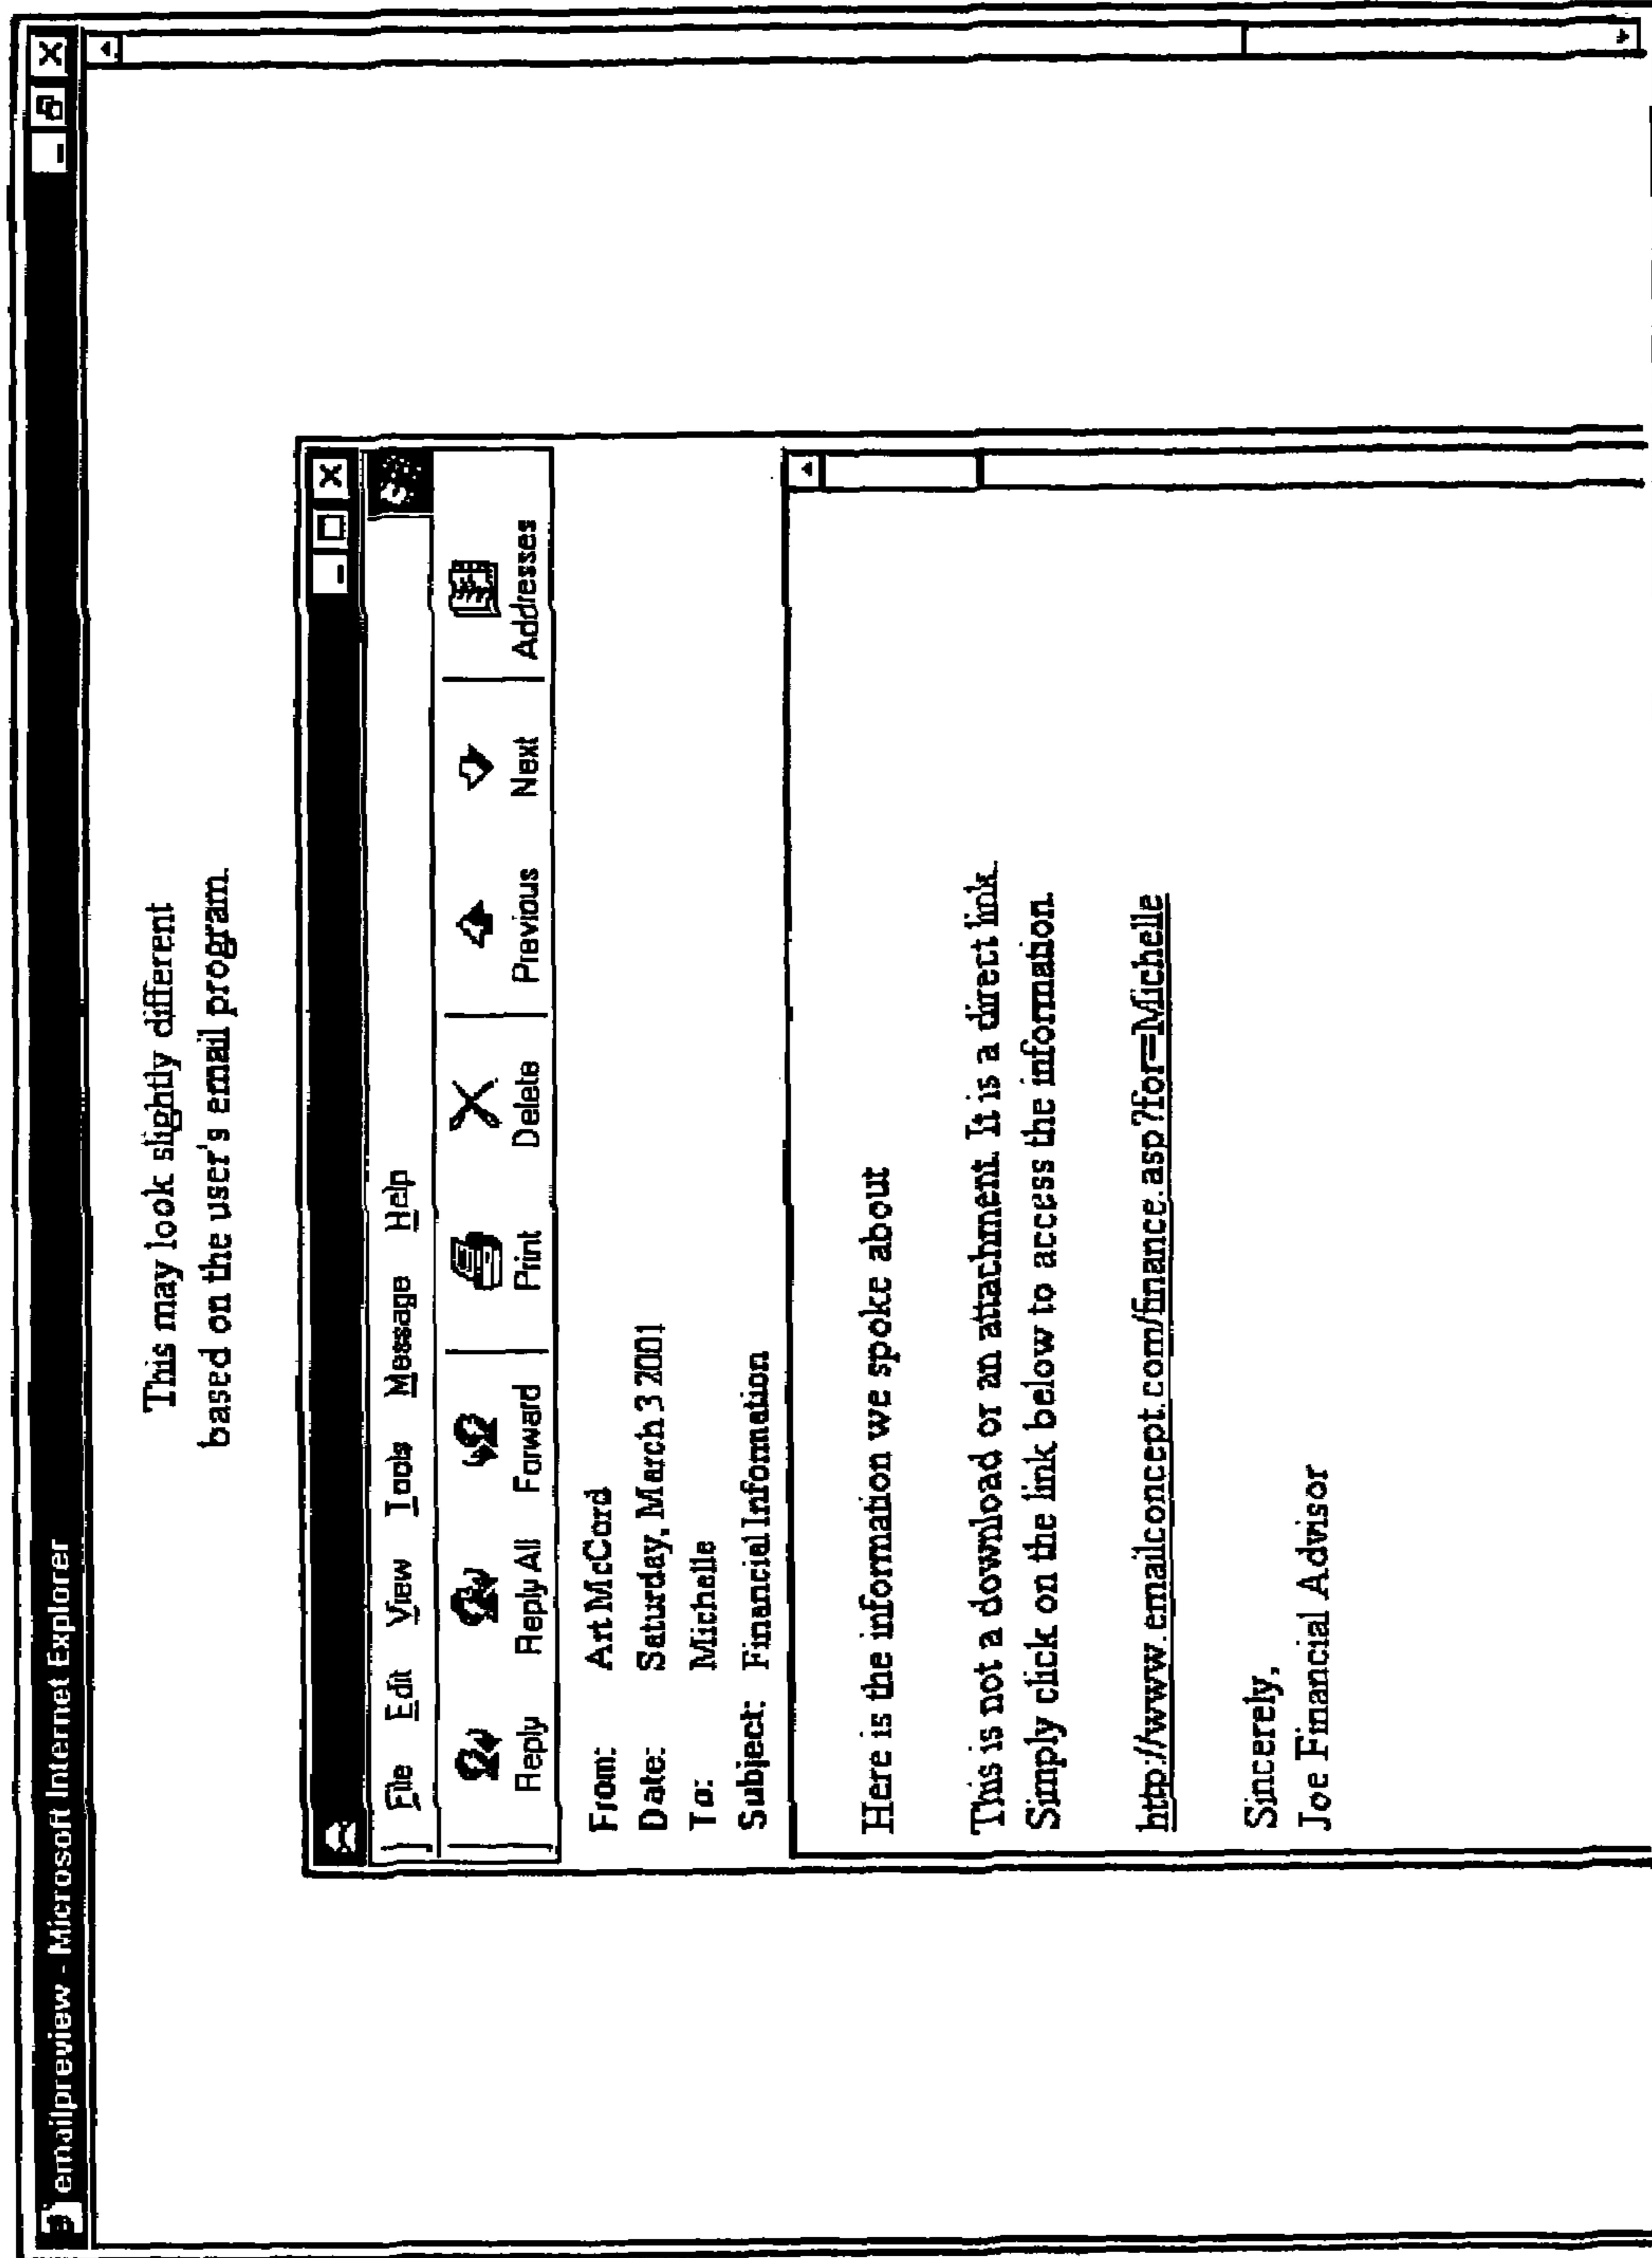 emailpreview - Microsoft Internet Explorer
This may look slightly different
based on the user's email program.
File Edit View Tools Message Help
Reply Reply All Forward Print Delete Previous Next Addresses
From: Art McCord
Date: Saturday, March 3 2001
To: Michelle
Subject: Financial Information
Here is the information we spoke about
This is not a download or an attachment. It is a direct link.
Simply click on the link below to access the information.
http://www.emailconcept.com/finance.asp?for=Michelle
Sincerely,
Joe Financial Advisor